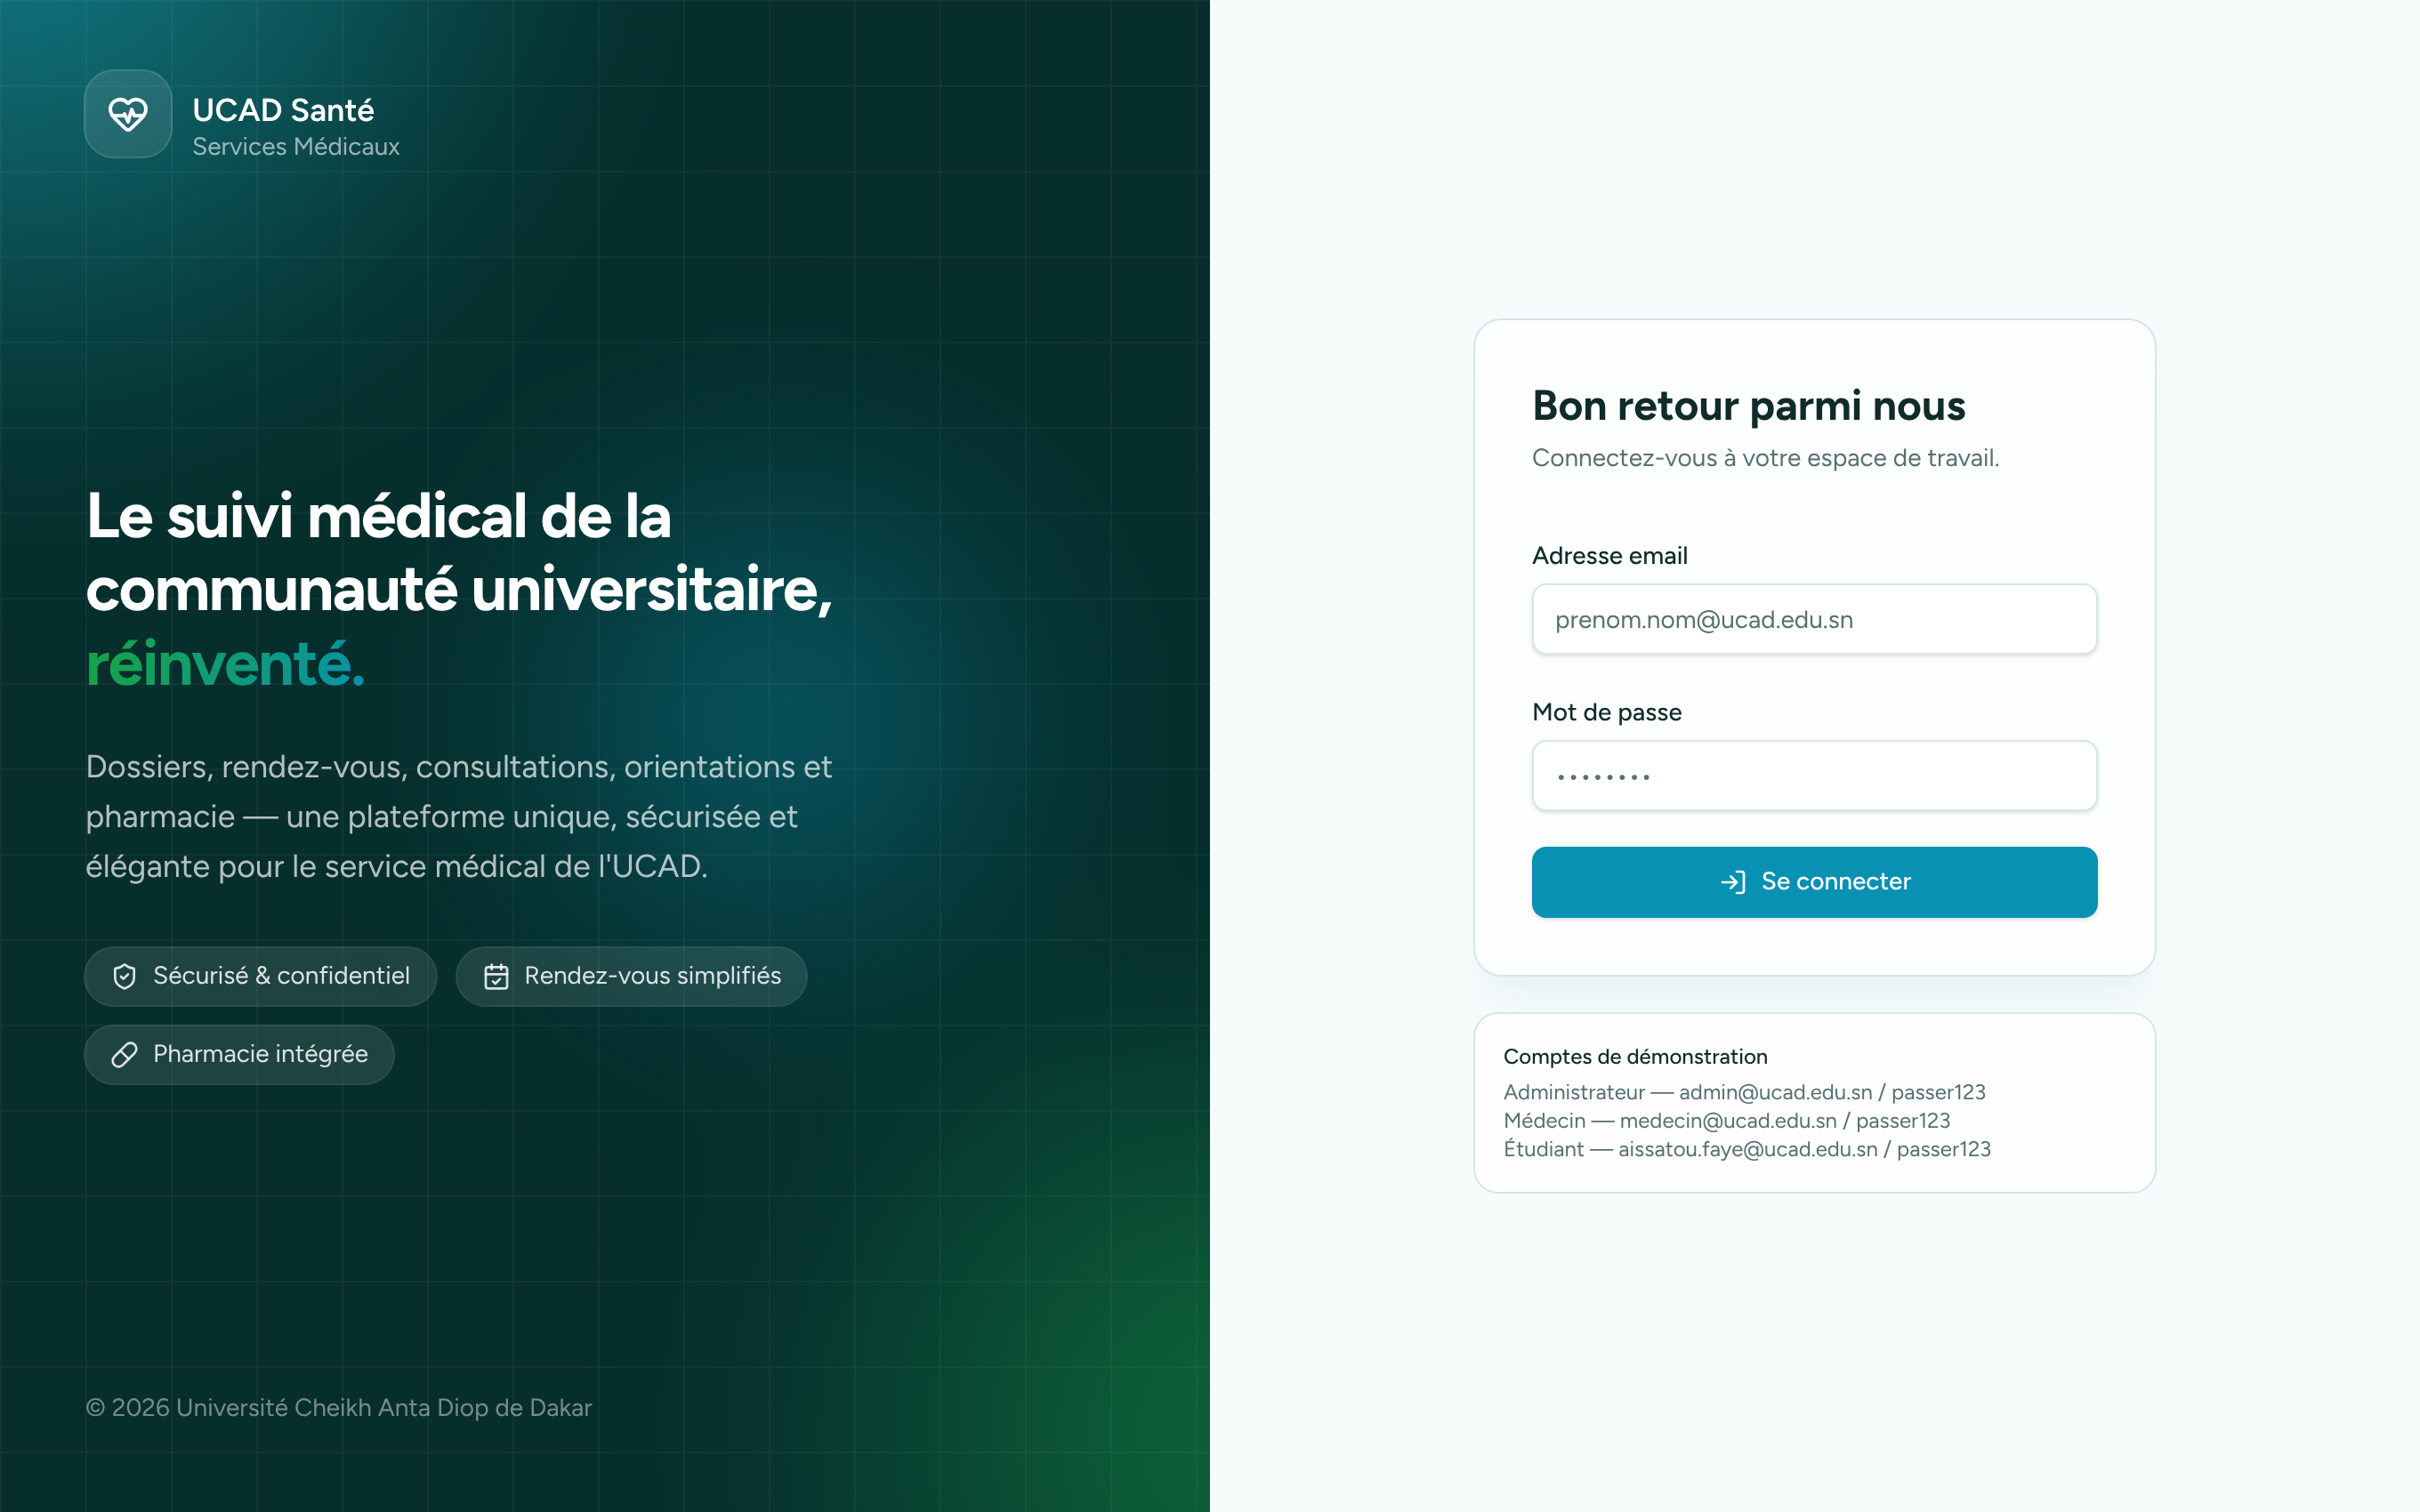 UCAD Santé
Services Médicaux
Le suivi médical de la
communauté universitaire,
réinventé.
Dossiers, rendez-vous, consultations, orientations et
pharmacie — une plateforme unique, sécurisée et
élégante pour le service médical de l'UCAD.
Sécurisé & confidentiel
Rendez-vous simplifiés
Pharmacie intégrée
© 2026 Université Cheikh Anta Diop de Dakar
Bon retour parmi nous
Connectez-vous à votre espace de travail.
Adresse email
prenom.nom@ucad.edu.sn
Mot de passe
••••••••
Se connecter
Comptes de démonstration
Administrateur — admin@ucad.edu.sn / passer123
Médecin — medecin@ucad.edu.sn / passer123
Étudiant — aissatou.faye@ucad.edu.sn / passer123